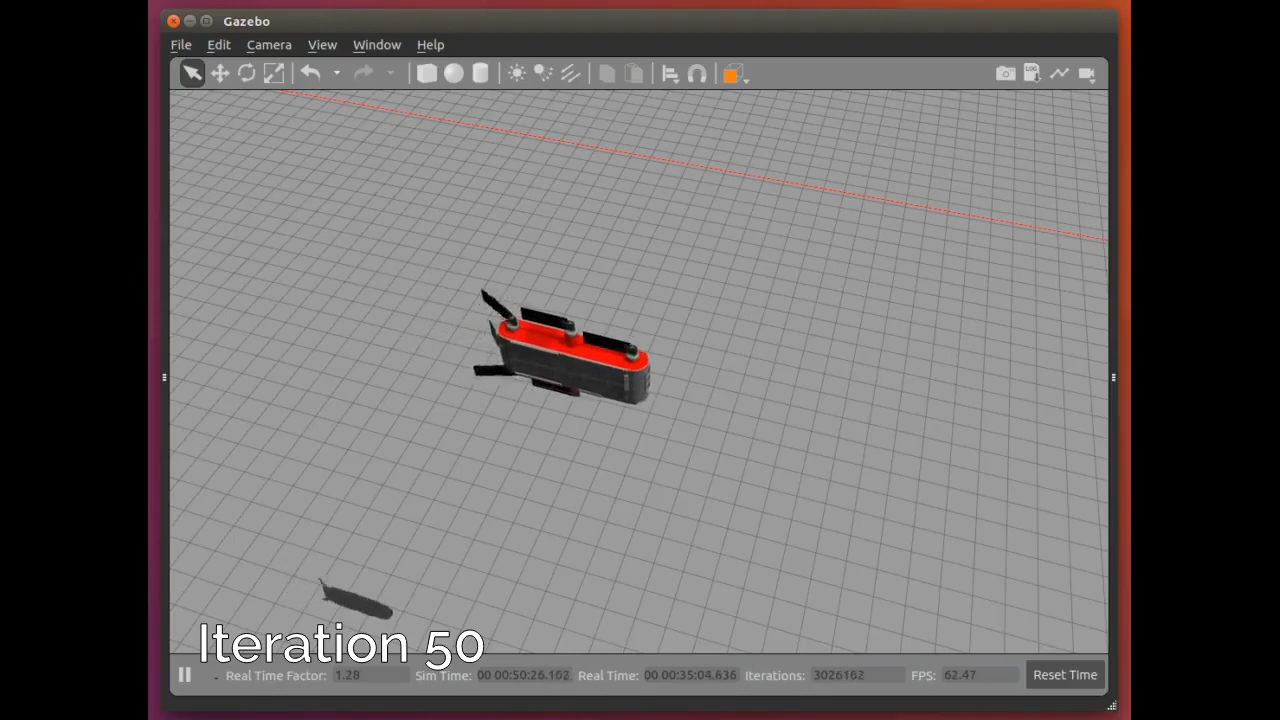 Gazebo
File Edit Camera View Window Help
LOG
Iteration 50
Real Time Factor: 1.28 Sim Time: 00 00:50:26.162 Real Time: 00 00:35:04.636 Iterations: 3026162 FPS: 62.47 Reset Time